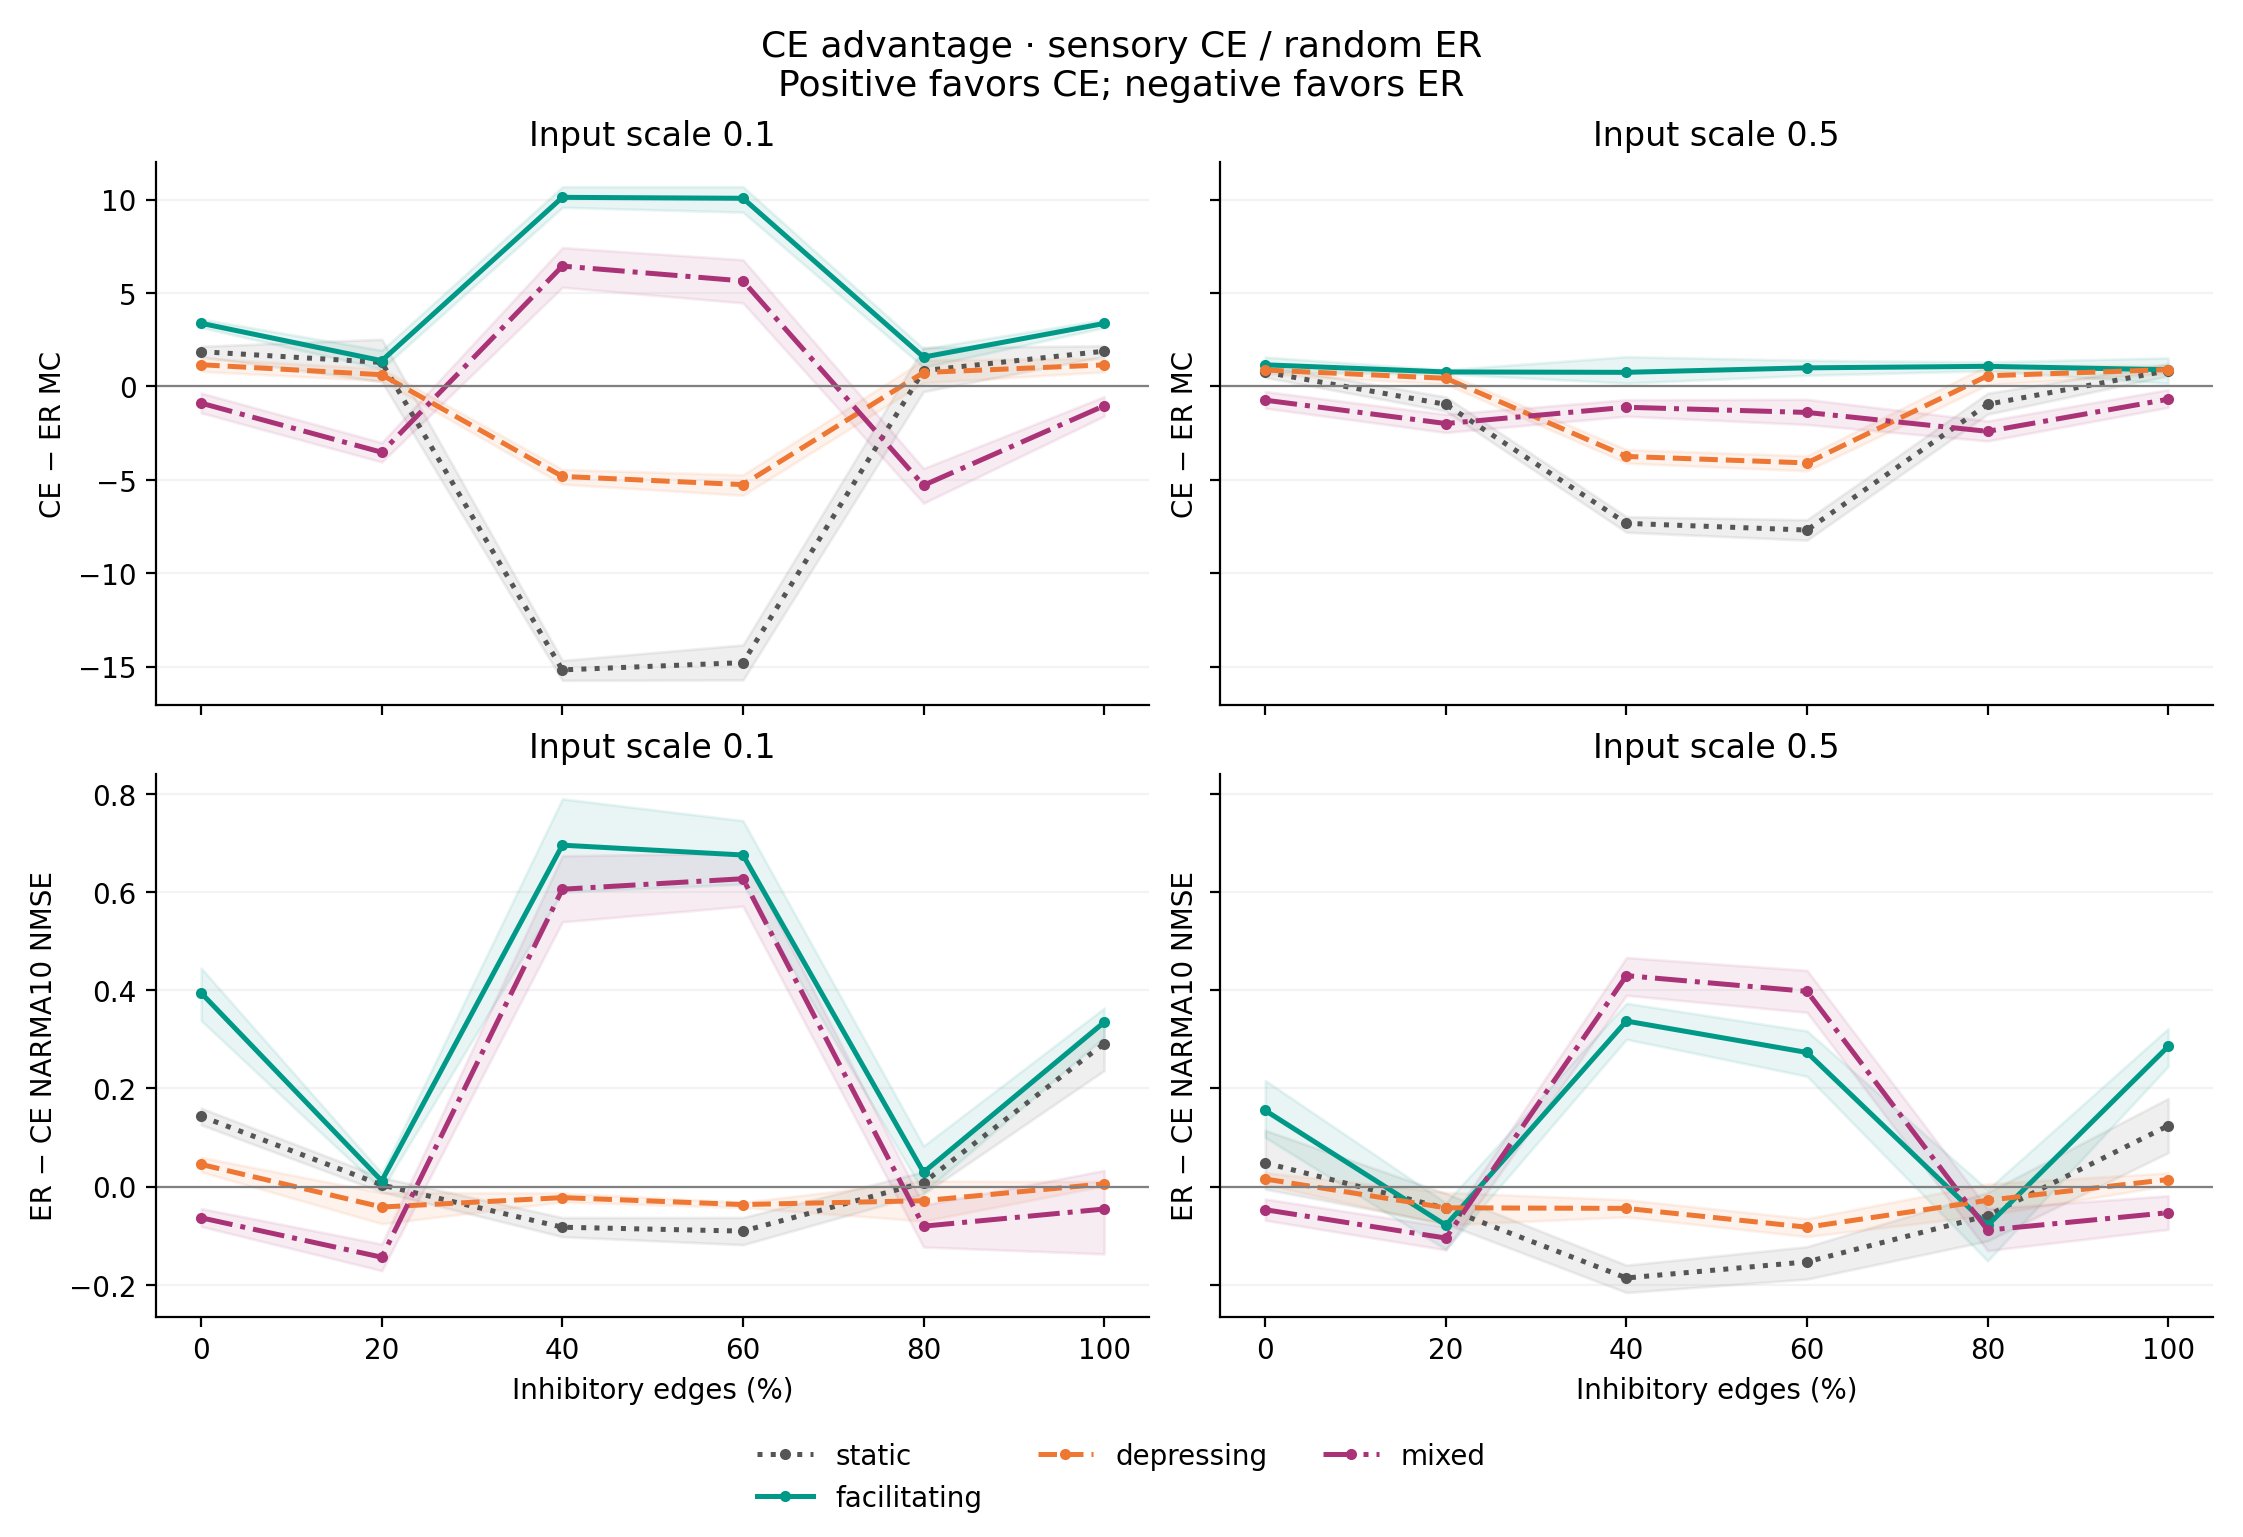 CE advantage · sensory CE / random ER
Positive favors CE; negative favors ER
Input scale 0.1
Input scale 0.5
CE − ER MC
10
5
0
−5
−10
−15
CE − ER MC
Input scale 0.1
Input scale 0.5
ER − CE NARMA10 NMSE
0.8
0.6
0.4
0.2
0.0
−0.2
ER − CE NARMA10 NMSE
0 20 40 60 80 100
0 20 40 60 80 100
Inhibitory edges (%)
Inhibitory edges (%)
static
depressing
mixed
facilitating